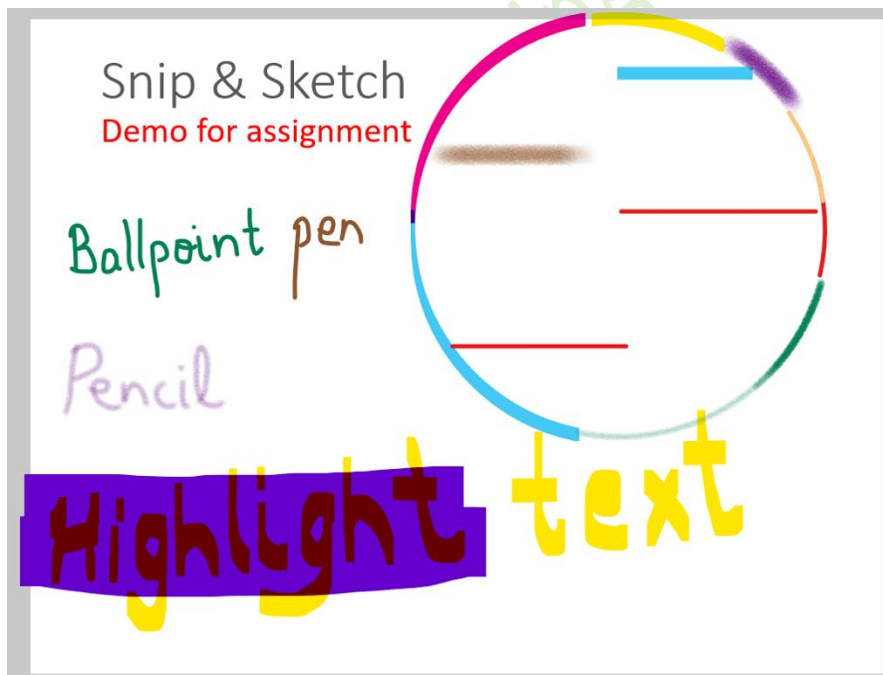 Snip & Sketch
Demo for assignment
Ballpoint pen
Pencil
Highlight text